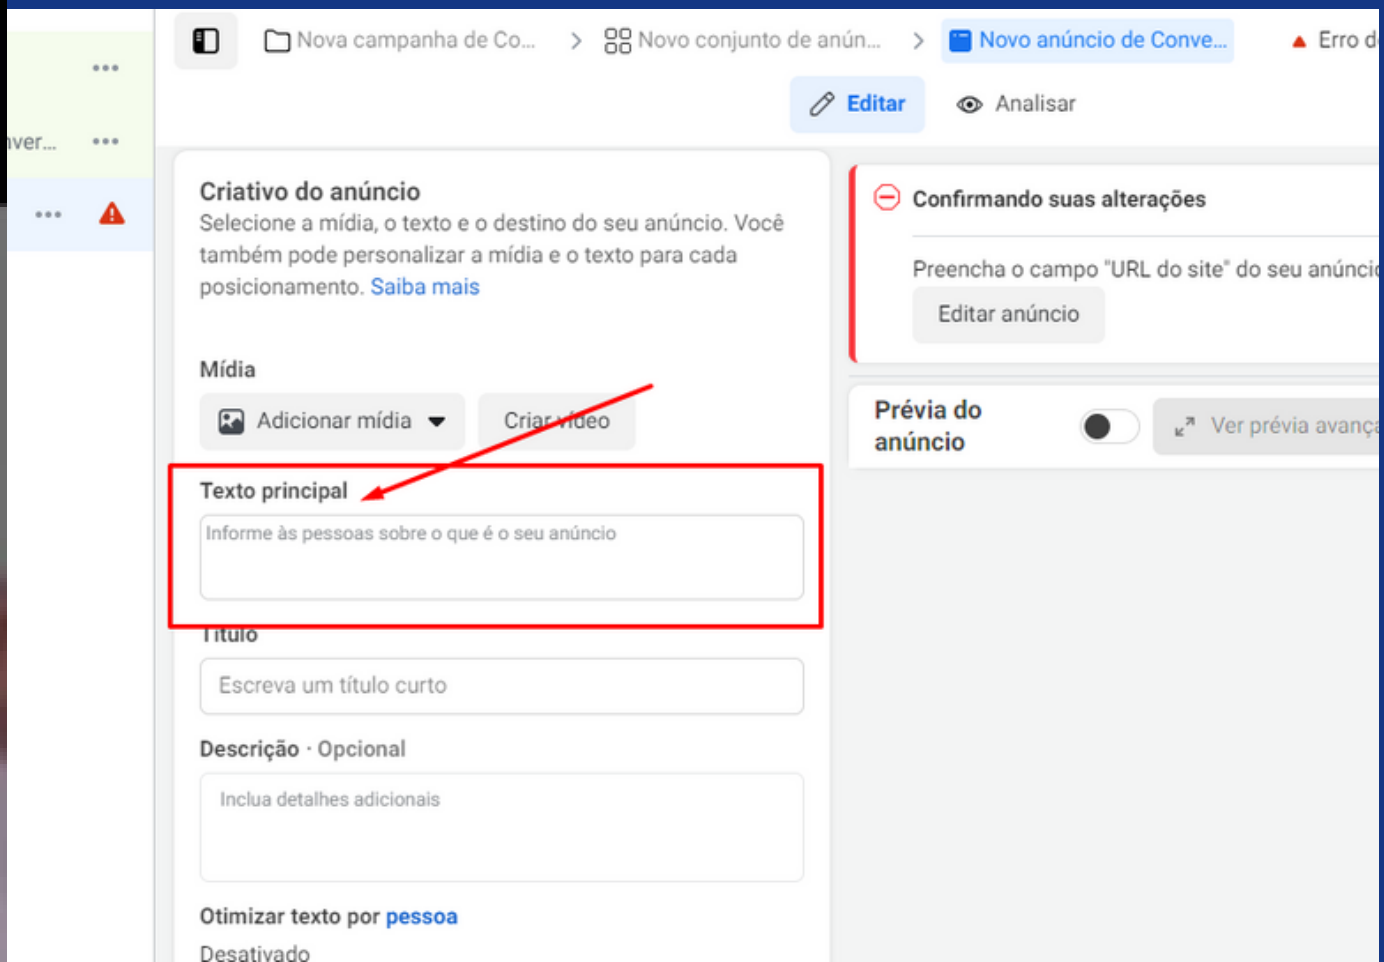 Nova campanha de Co...
Novo conjunto de anún...
Novo anúncio de Conve...
Erro d
Editar
Analisar
ver...
Criativo do anúncio
Selecione a mídia, o texto e o destino do seu anúncio. Você
também pode personalizar a mídia e o texto para cada
posicionamento. Saiba mais
Mídia
Adicionar mídia
Criar vídeo
Texto principal
Informe às pessoas sobre o que é o seu anúncio
Título
Escreva um título curto
Descrição · Opcional
Inclua detalhes adicionais
Otimizar texto por pessoa
Desativado
Confirmando suas alterações
Preencha o campo "URL do site" do seu anúnci
Editar anúncio
Prévia do
anúncio
Ver prévia avança